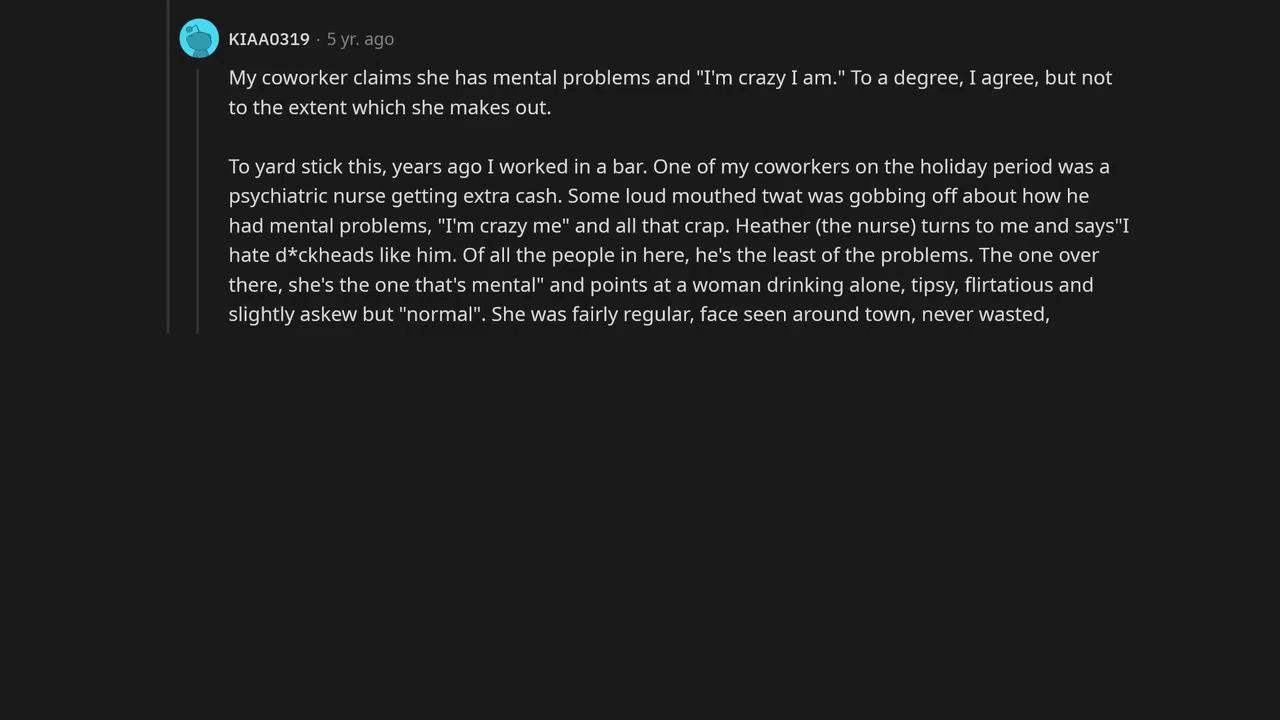 KIAA0319 · 5 yr. ago
My coworker claims she has mental problems and "I'm crazy I am." To a degree, I agree, but not
to the extent which she makes out.
To yard stick this, years ago I worked in a bar. One of my coworkers on the holiday period was a
psychiatric nurse getting extra cash. Some loud mouthed twat was gobbing off about how he
had mental problems, "I'm crazy me" and all that crap. Heather (the nurse) turns to me and says"I
hate d*ckheads like him. Of all the people in here, he's the least of the problems. The one over
there, she's the one that's mental" and points at a woman drinking alone, tipsy, flirtatious and
slightly askew but "normal". She was fairly regular, face seen around town, never wasted,